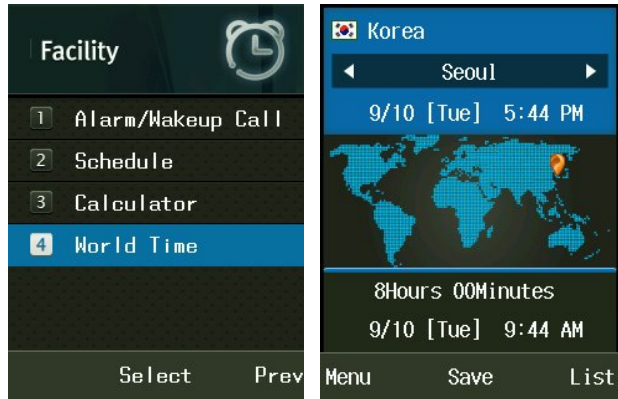 Facility
1 Alarm/Wakeup Call
2 Schedule
3 Calculator
4 World Time
Select Prev
Korea
Seoul
9/10 [Tue] 5:44 PM
8Hours 00Minutes
9/10 [Tue] 9:44 AM
Menu Save List